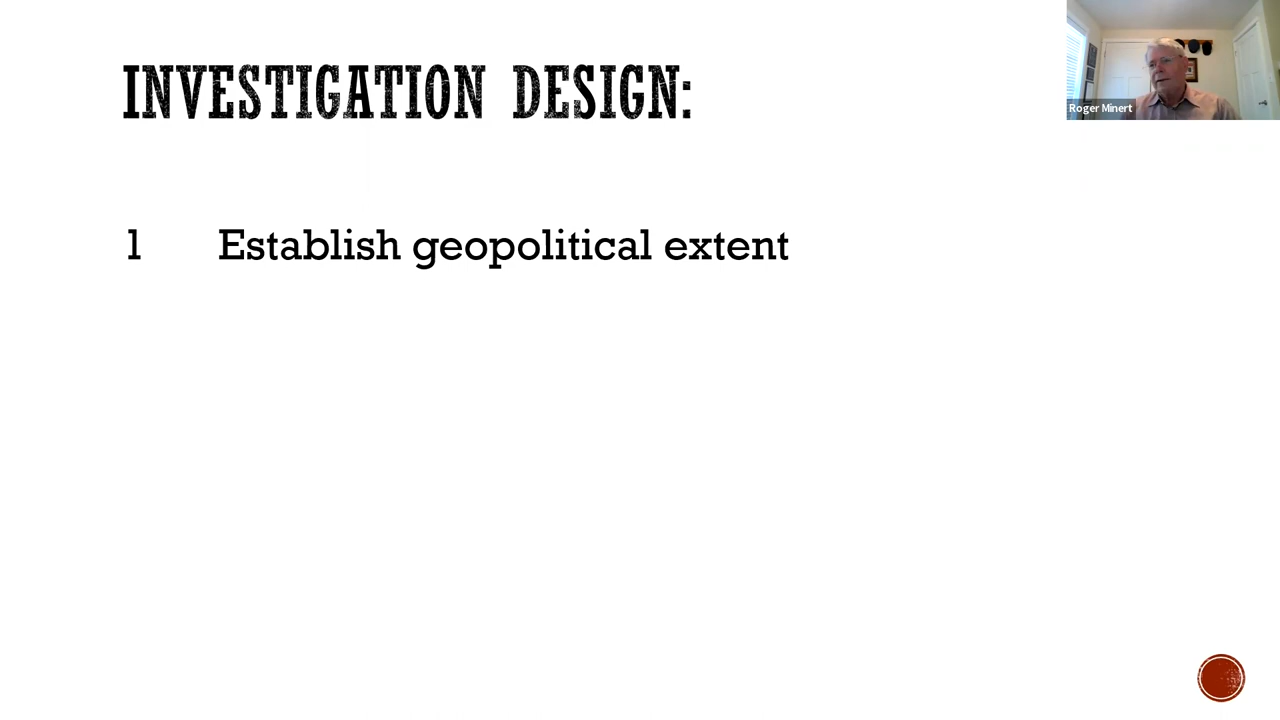 INVESTIGATION DESIGN:
Roger Minert
1 Establish geopolitical extent